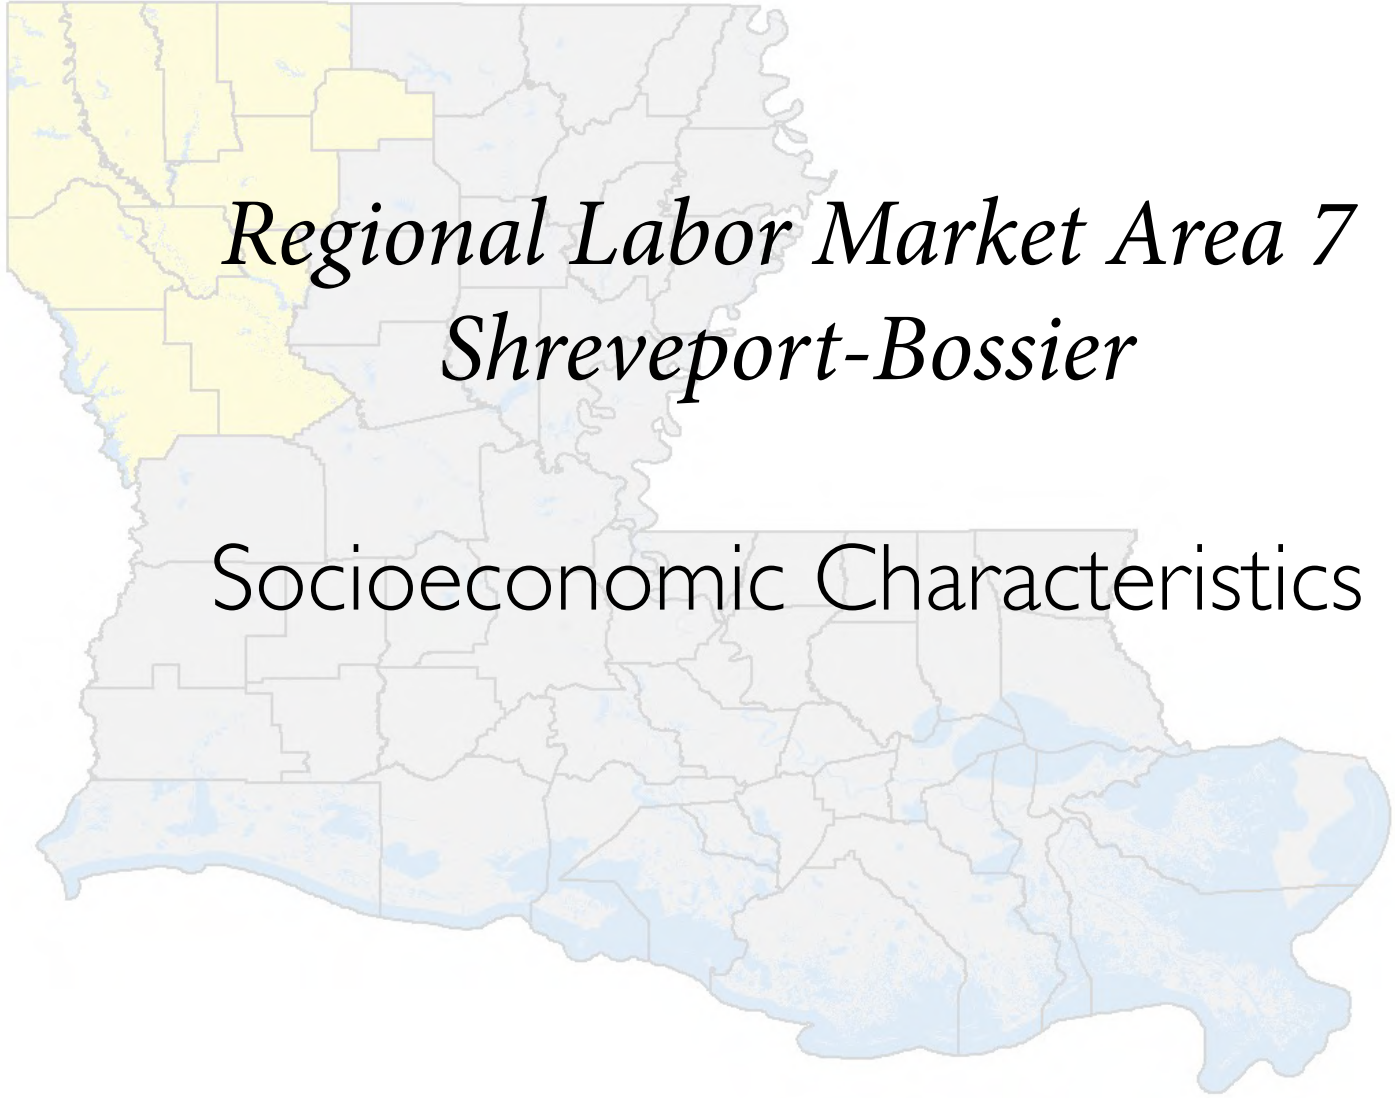 Regional Labor Market Area 7
Shreveport-Bossier
Socioeconomic Characteristics